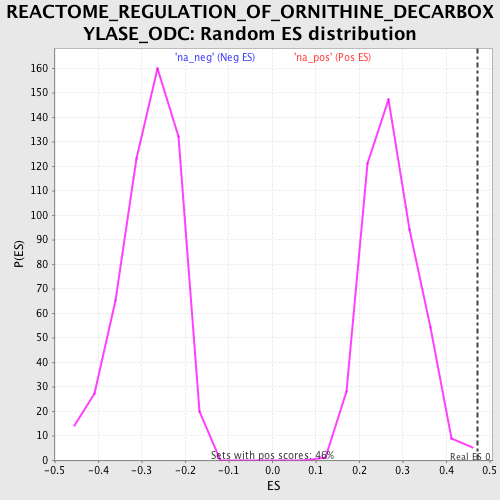 REACTOME_REGULATION_OF_ORNITHINE_DECARBOX
YLASE_ODC: Random ES distribution
'na_neg' (Neg ES) 'na_pos' (Pos ES)
160
150
140
130
120
110
100
90
80
70
60
50
40
30
20
10
0
P(ES)
Sets with pos scores: 46%
Real ES 0
-0.5 -0.4 -0.3 -0.2 -0.1 0.0 0.1 0.2 0.3 0.4 0.5
ES